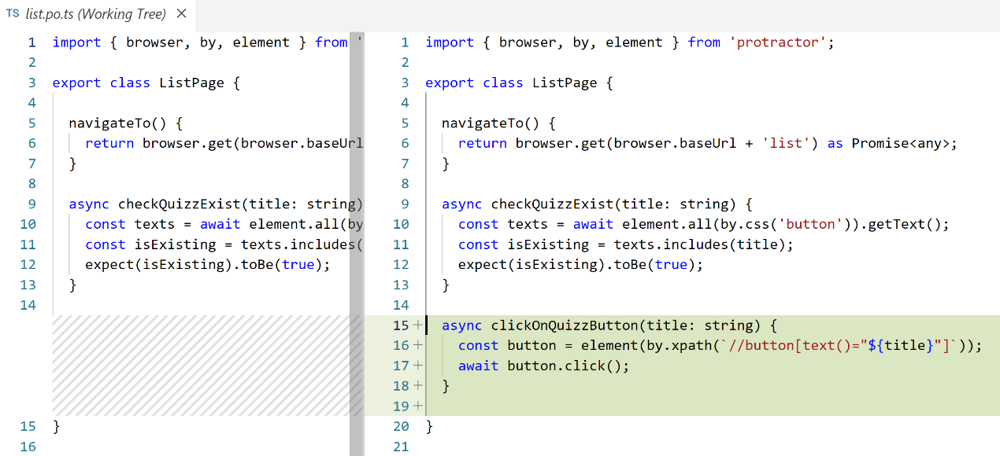 TS list.po.ts (Working Tree) ×
1 import { browser, by, element } from '
2
3 export class ListPage {
4
5 navigateTo() {
6 return browser.get(browser.baseUrl
7 }
8
9 async checkQuizzExist(title: string)
10 const texts = await element.all(by
11 const isExisting = texts.includes(
12 expect(isExisting).toBe(true);
13 }
14
15 }
16
1 import { browser, by, element } from 'protractor';
2
3 export class ListPage {
4
5 navigateTo() {
6 return browser.get(browser.baseUrl + 'list') as Promise<any>;
7 }
8
9 async checkQuizzExist(title: string) {
10 const texts = await element.all(by.css('button')).getText();
11 const isExisting = texts.includes(title);
12 expect(isExisting).toBe(true);
13 }
14
15 + async clickOnQuizzButton(title: string) {
16 + const button = element(by.xpath(`//button[text()="${title}"]`));
17 + await button.click();
18 + }
19 +
20 }
21